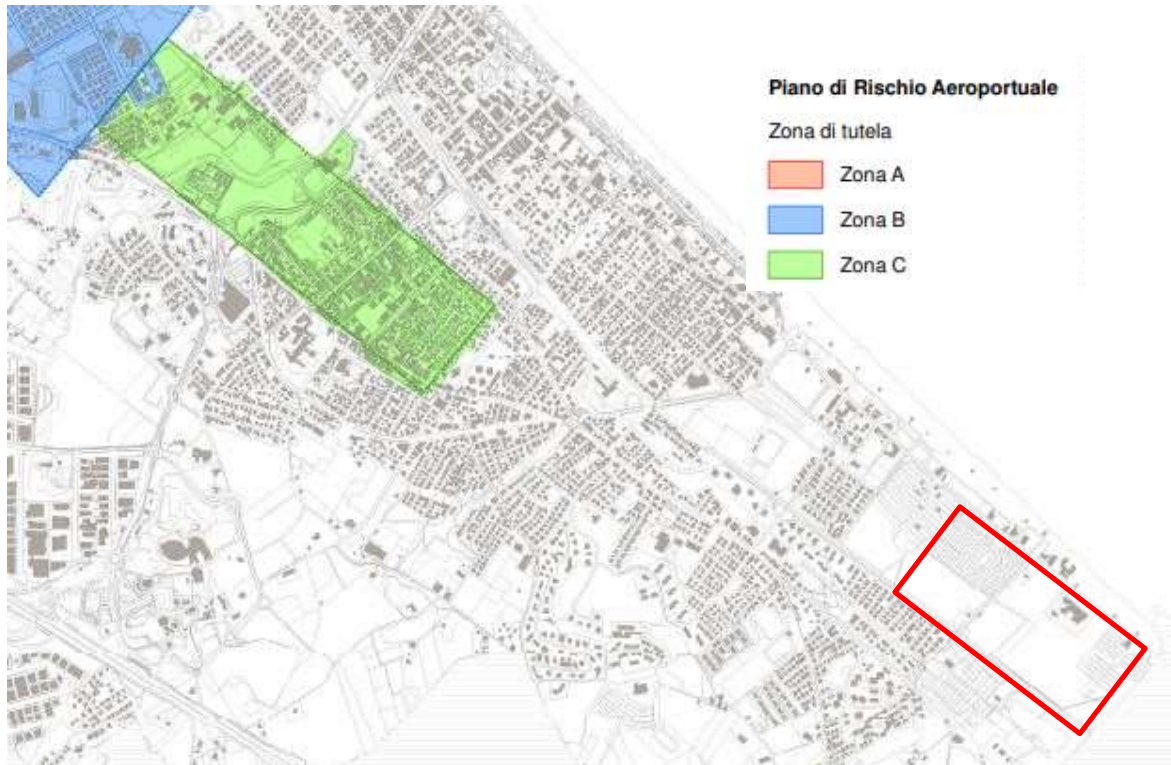 Piano di Rischio Aeroportuale
Zona di tutela
Zona A
Zona B
Zona C